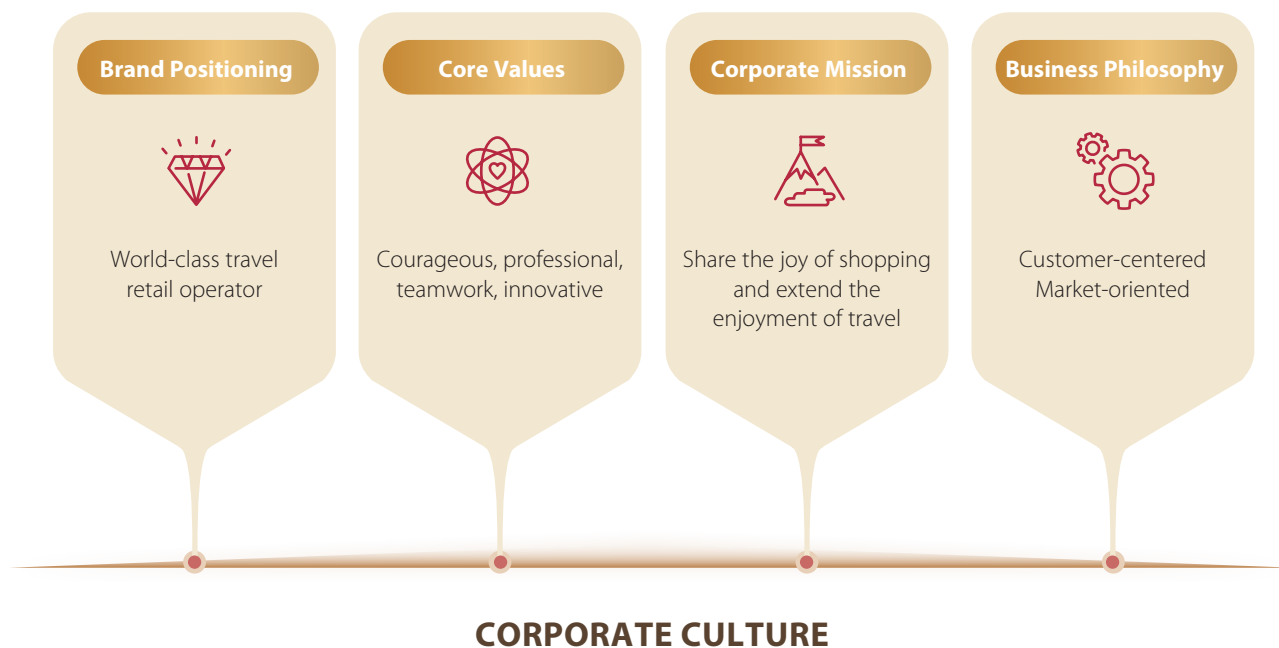 Brand Positioning
World-class travel
retail operator
Core Values
Courageous, professional,
teamwork, innovative
Corporate Mission
Share the joy of shopping
and extend the
enjoyment of travel
Business Philosophy
Customer-centered
Market-oriented
CORPORATE CULTURE